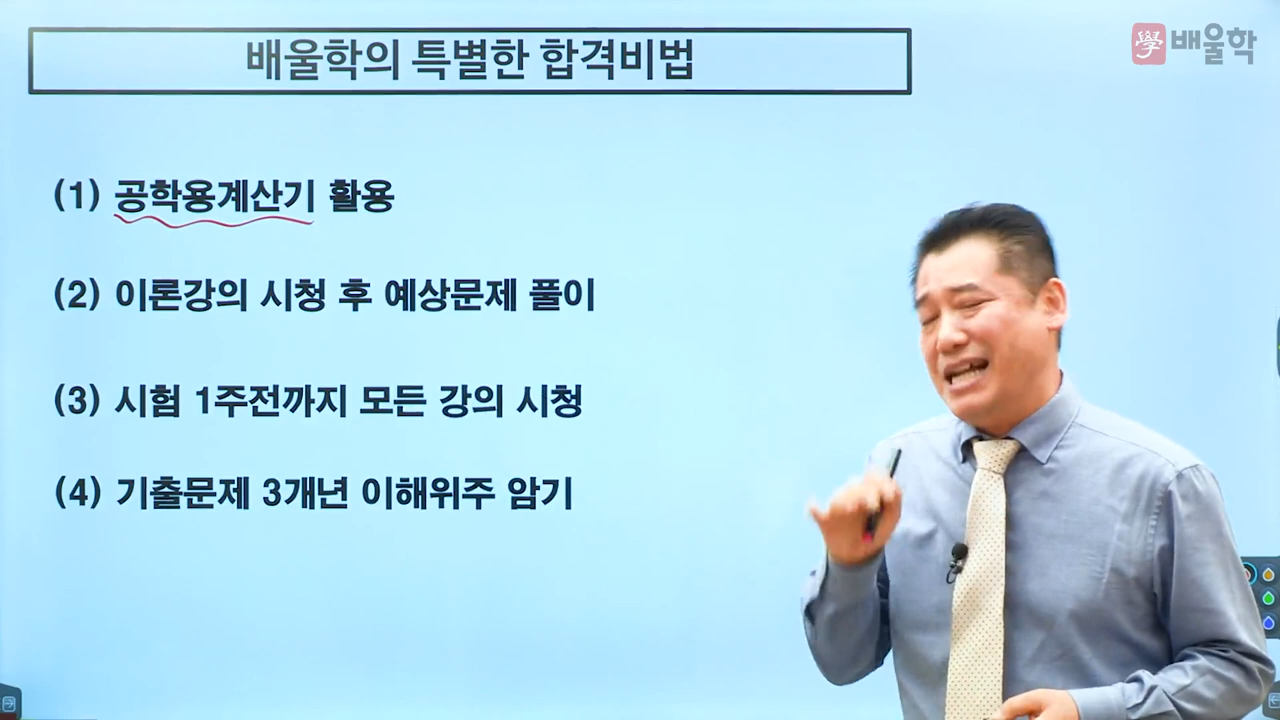 배울학의 특별한 합격비법
學 배울학
(1) 공학용계산기 활용
(2) 이론강의 시청 후 예상문제 풀이
(3) 시험 1주전까지 모든 강의 시청
(4) 기출문제 3개년 이해위주 암기